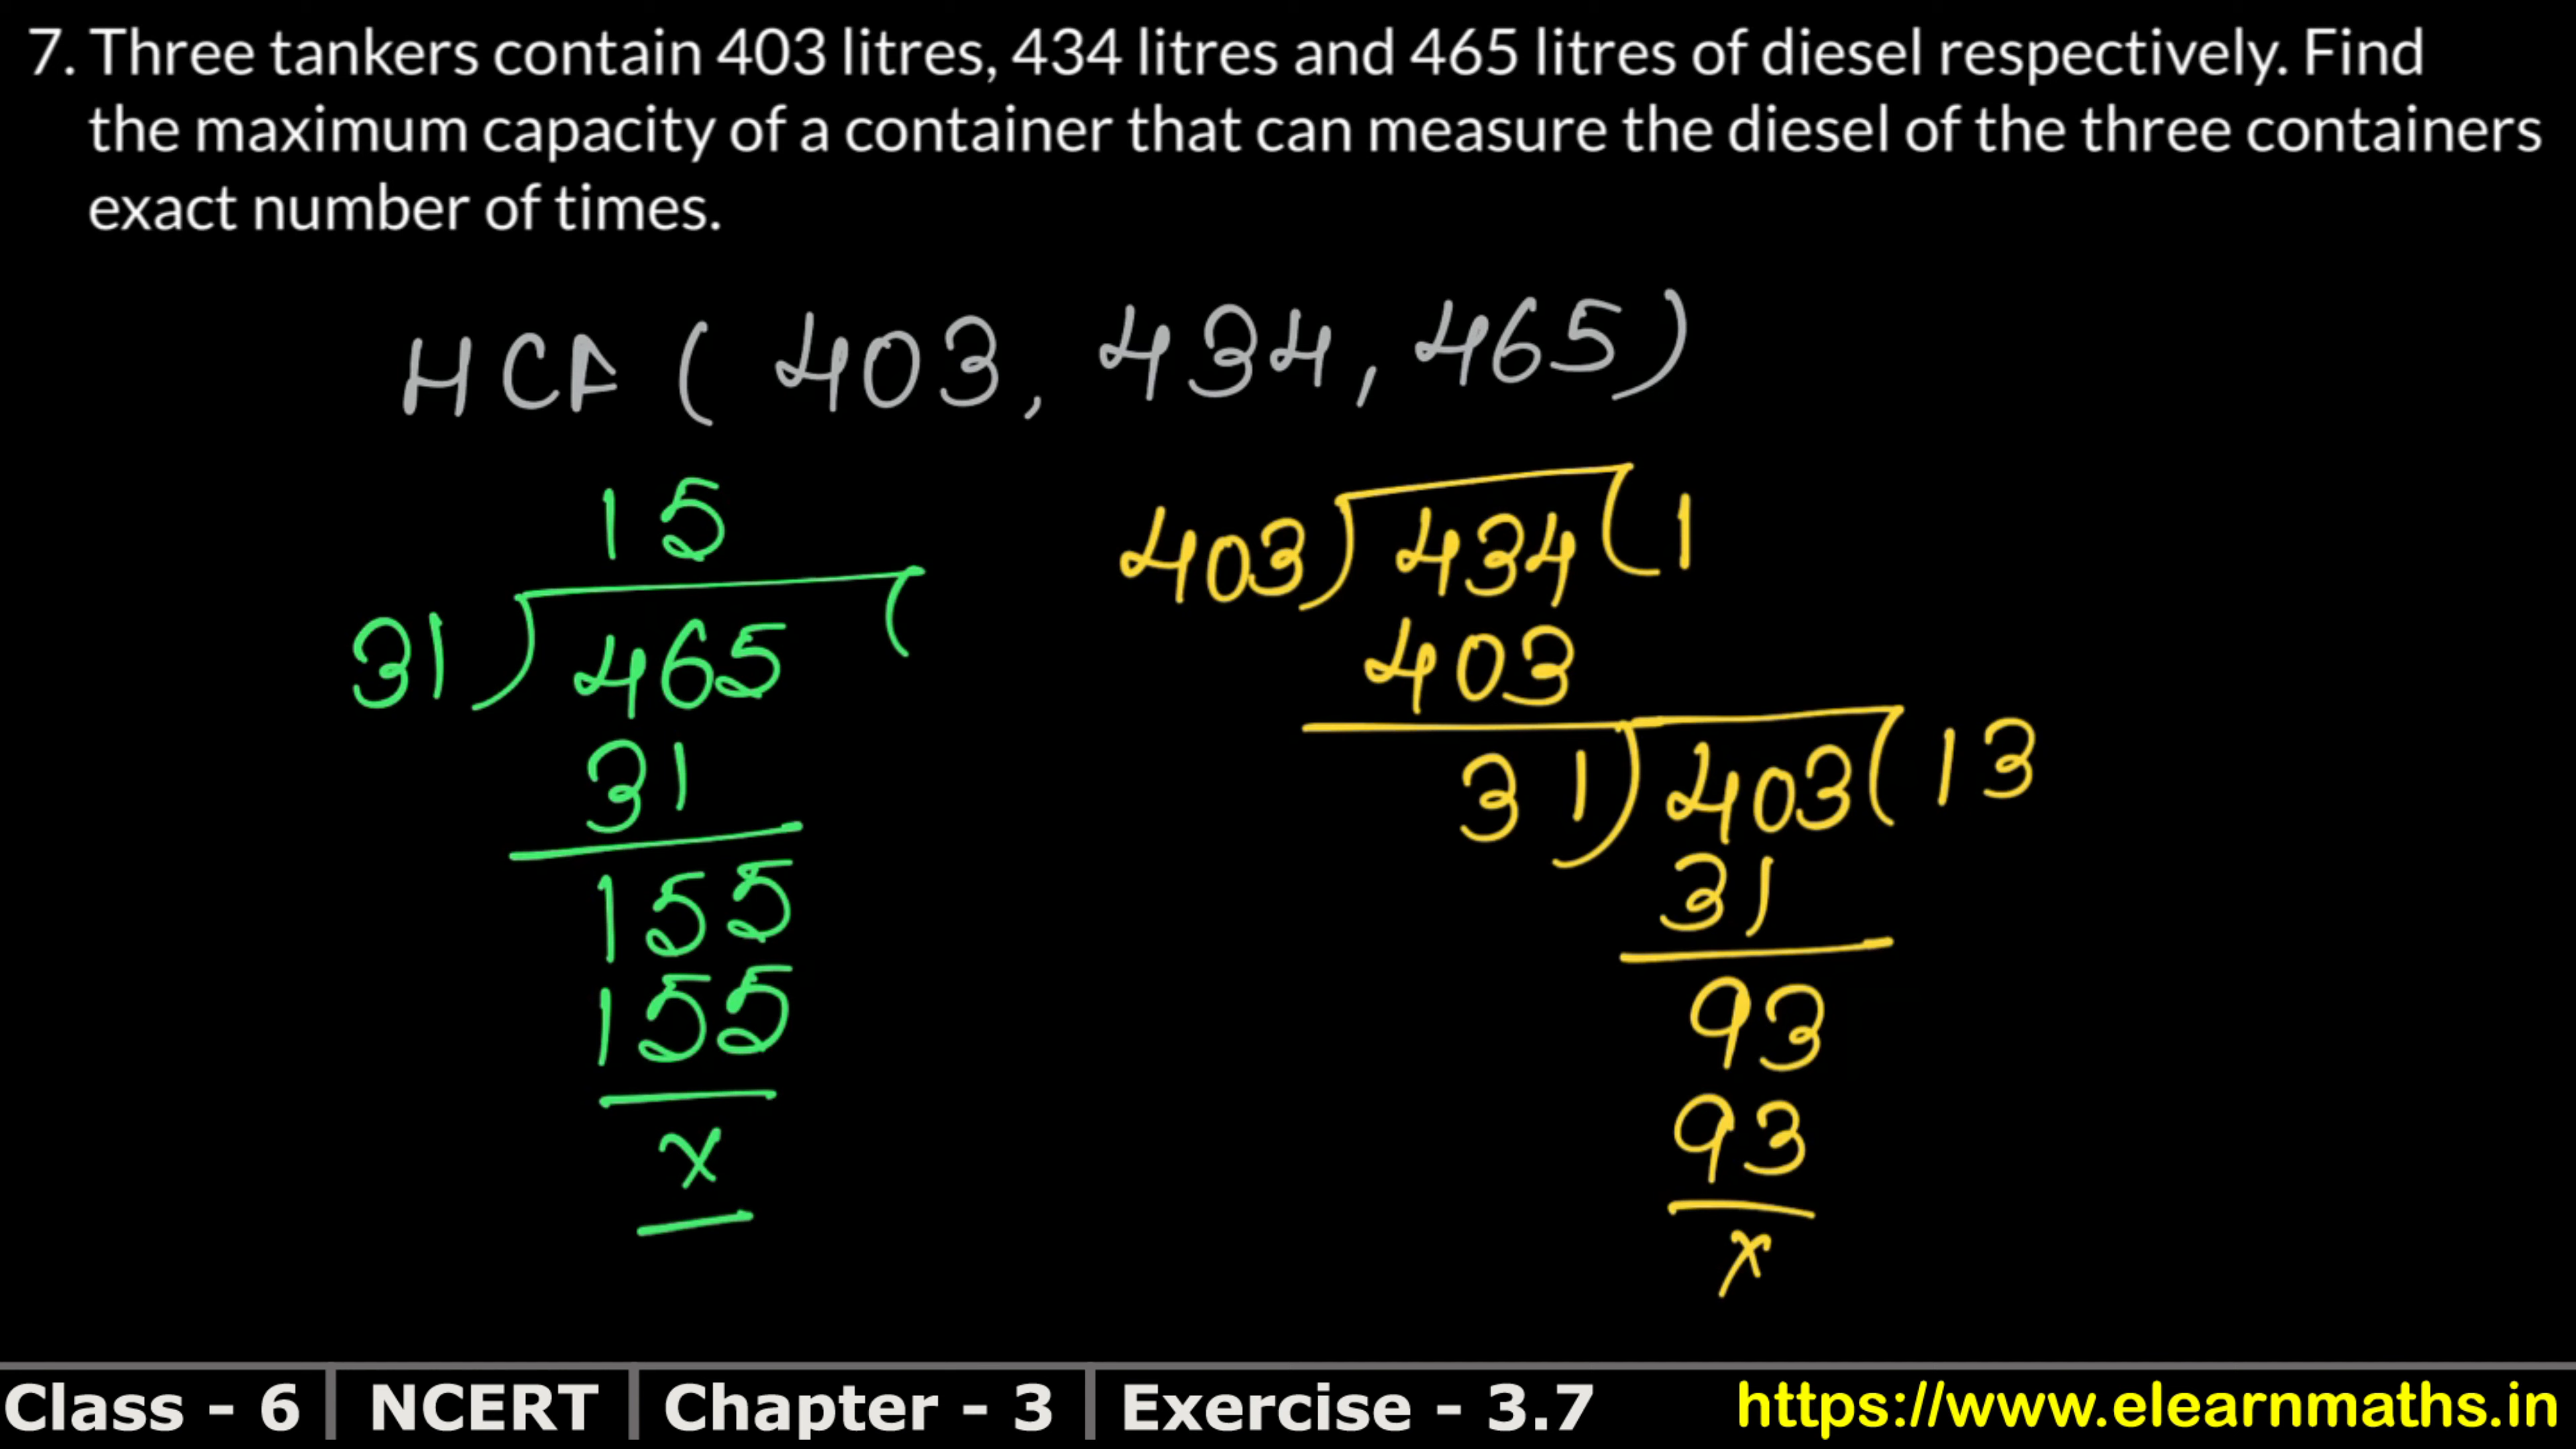 7. Three tankers contain 403 litres, 434 litres and 465 litres of diesel respectively. Find
the maximum capacity of a container that can measure the diesel of the three containers
exact number of times.
HCF ( 403, 434, 465)
15
31 ) 465 (
31
155
155
x
403 ) 434 ( 1
403
31 ) 403 ( 13
31
93
93
x
Class - 6 | NCERT | Chapter - 3 | Exercise - 3.7 https://www.elearnmaths.in